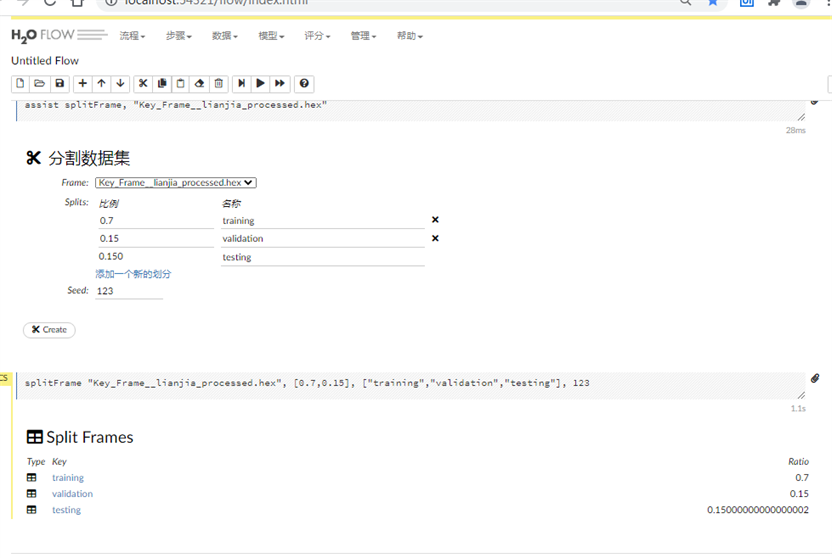 localhost:54321/flow/index.html
H2O FLOW 流程 步骤 数据 模型 评分 管理 帮助
Untitled Flow
assist splitFrame, "Key_Frame__lianjia_processed.hex"
28ms
分割数据集
Frame: Key_Frame__lianjia_processed.hex
Splits: 比例 名称
0.7 training
0.15 validation
0.150 testing
添加一个新的划分
Seed: 123
Create
CS
splitFrame "Key_Frame__lianjia_processed.hex", [0.7,0.15], ["training","validation","testing"], 123
1.1s
Split Frames
Type Key Ratio
training 0.7
validation 0.15
testing 0.15000000000000002